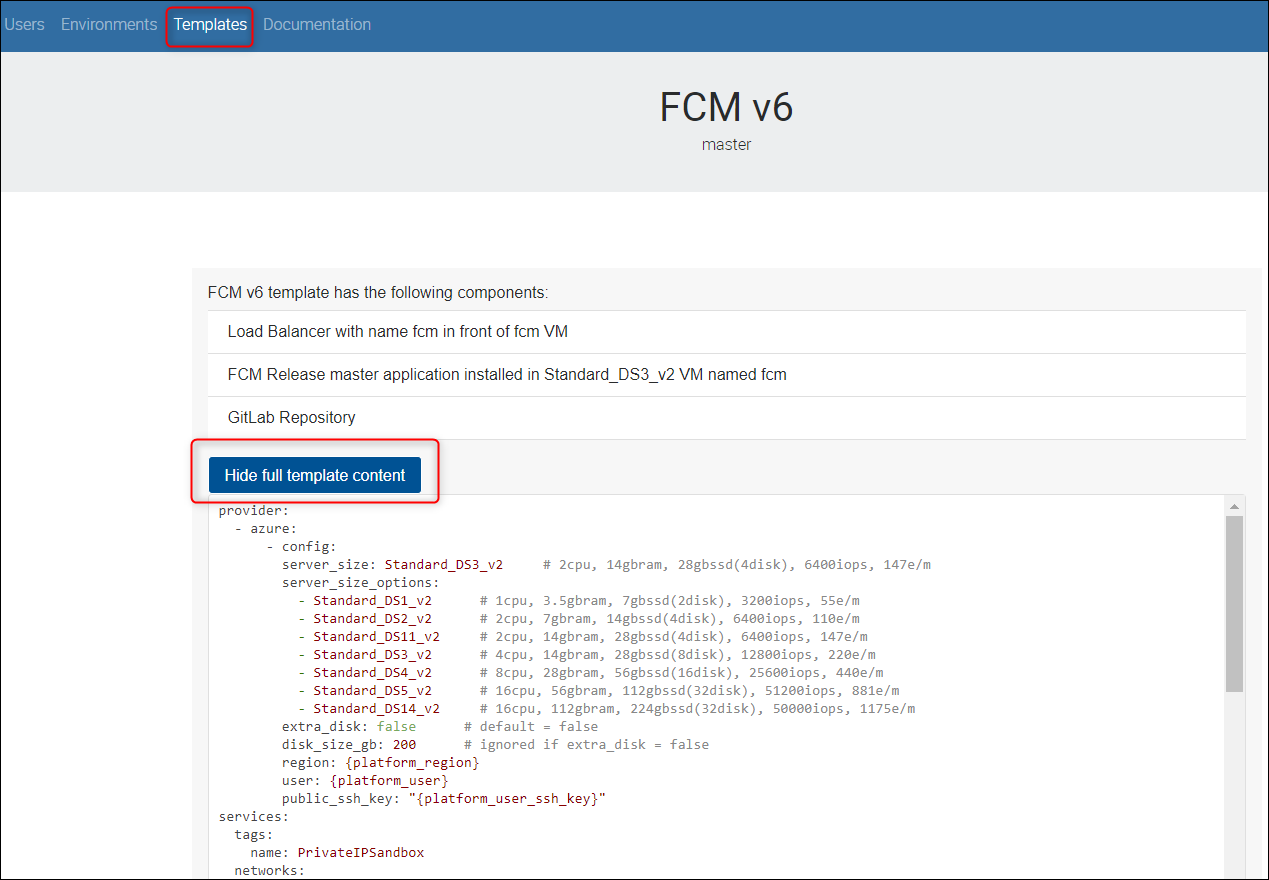 Users Environments Templates Documentation
FCM v6
master
FCM v6 template has the following components:
Load Balancer with name fcm in front of fcm VM
FCM Release master application installed in Standard_DS3_v2 VM named fcm
GitLab Repository
Hide full template content
provider:
  - azure:
      - config:
        server_size: Standard_DS3_v2     # 2cpu, 14gbram, 28gbssd(4disk), 6400iops, 147e/m
        server_size_options:
          - Standard_DS1_v2      # 1cpu, 3.5gbram, 7gbssd(2disk), 3200iops, 55e/m
          - Standard_DS2_v2      # 2cpu, 7gbram, 14gbssd(4disk), 6400iops, 110e/m
          - Standard_DS11_v2     # 2cpu, 14gbram, 28gbssd(4disk), 6400iops, 147e/m
          - Standard_DS3_v2      # 4cpu, 14gbram, 28gbssd(8disk), 12800iops, 220e/m
          - Standard_DS4_v2      # 8cpu, 28gbram, 56gbssd(16disk), 25600iops, 440e/m
          - Standard_DS5_v2      # 16cpu, 56gbram, 112gbssd(32disk), 51200iops, 881e/m
          - Standard_DS14_v2     # 16cpu, 112gbram, 224gbssd(32disk), 50000iops, 1175e/m
        extra_disk: false      # default = false
        disk_size_gb: 200      # ignored if extra_disk = false
        region: {platform_region}
        user: {platform_user}
        public_ssh_key: "{platform_user_ssh_key}"
services:
  tags:
    name: PrivateIPSandbox
  networks: